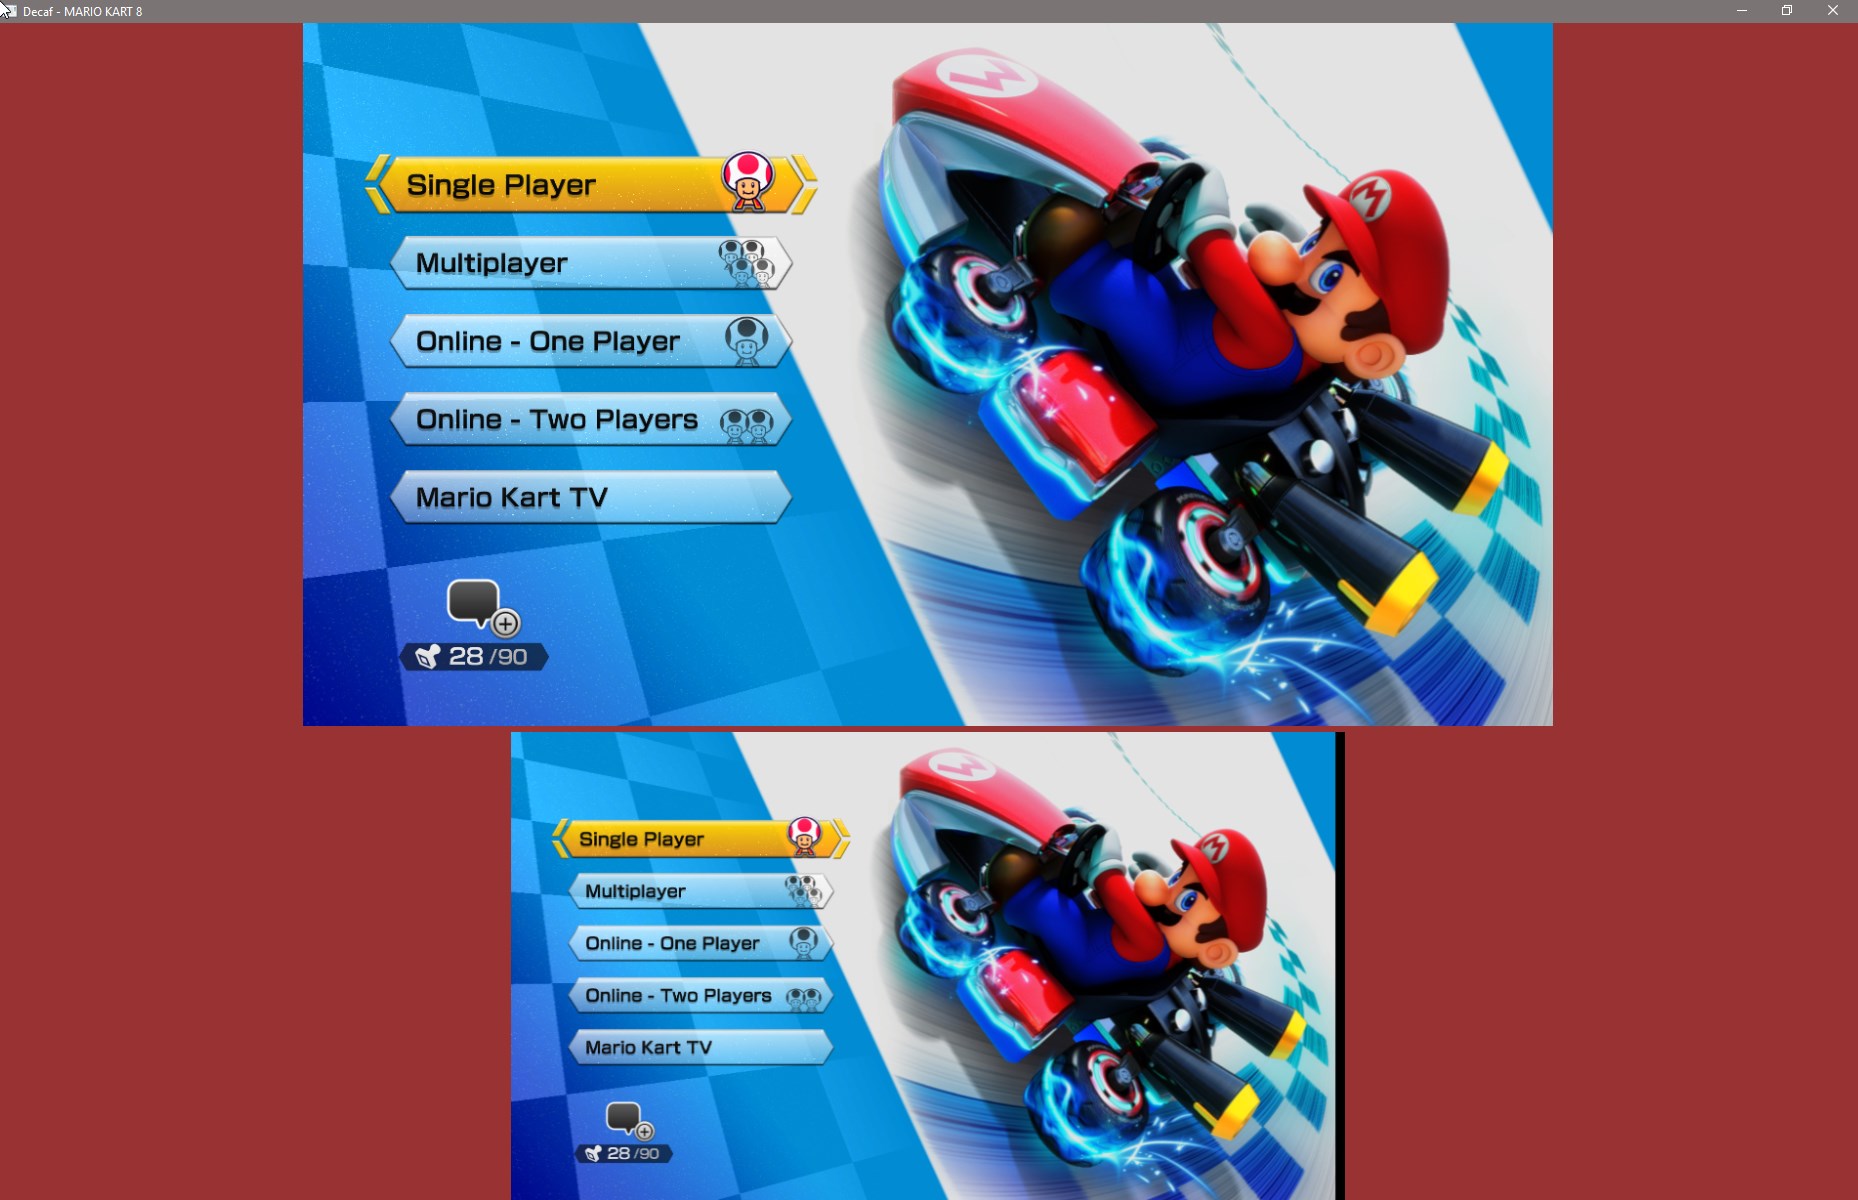 Decaf - MARIO KART 8
Single Player
Multiplayer
Online - One Player
Online - Two Players
Mario Kart TV
28/90
M
Single Player
Multiplayer
Online - One Player
Online - Two Players
Mario Kart TV
28/90
M